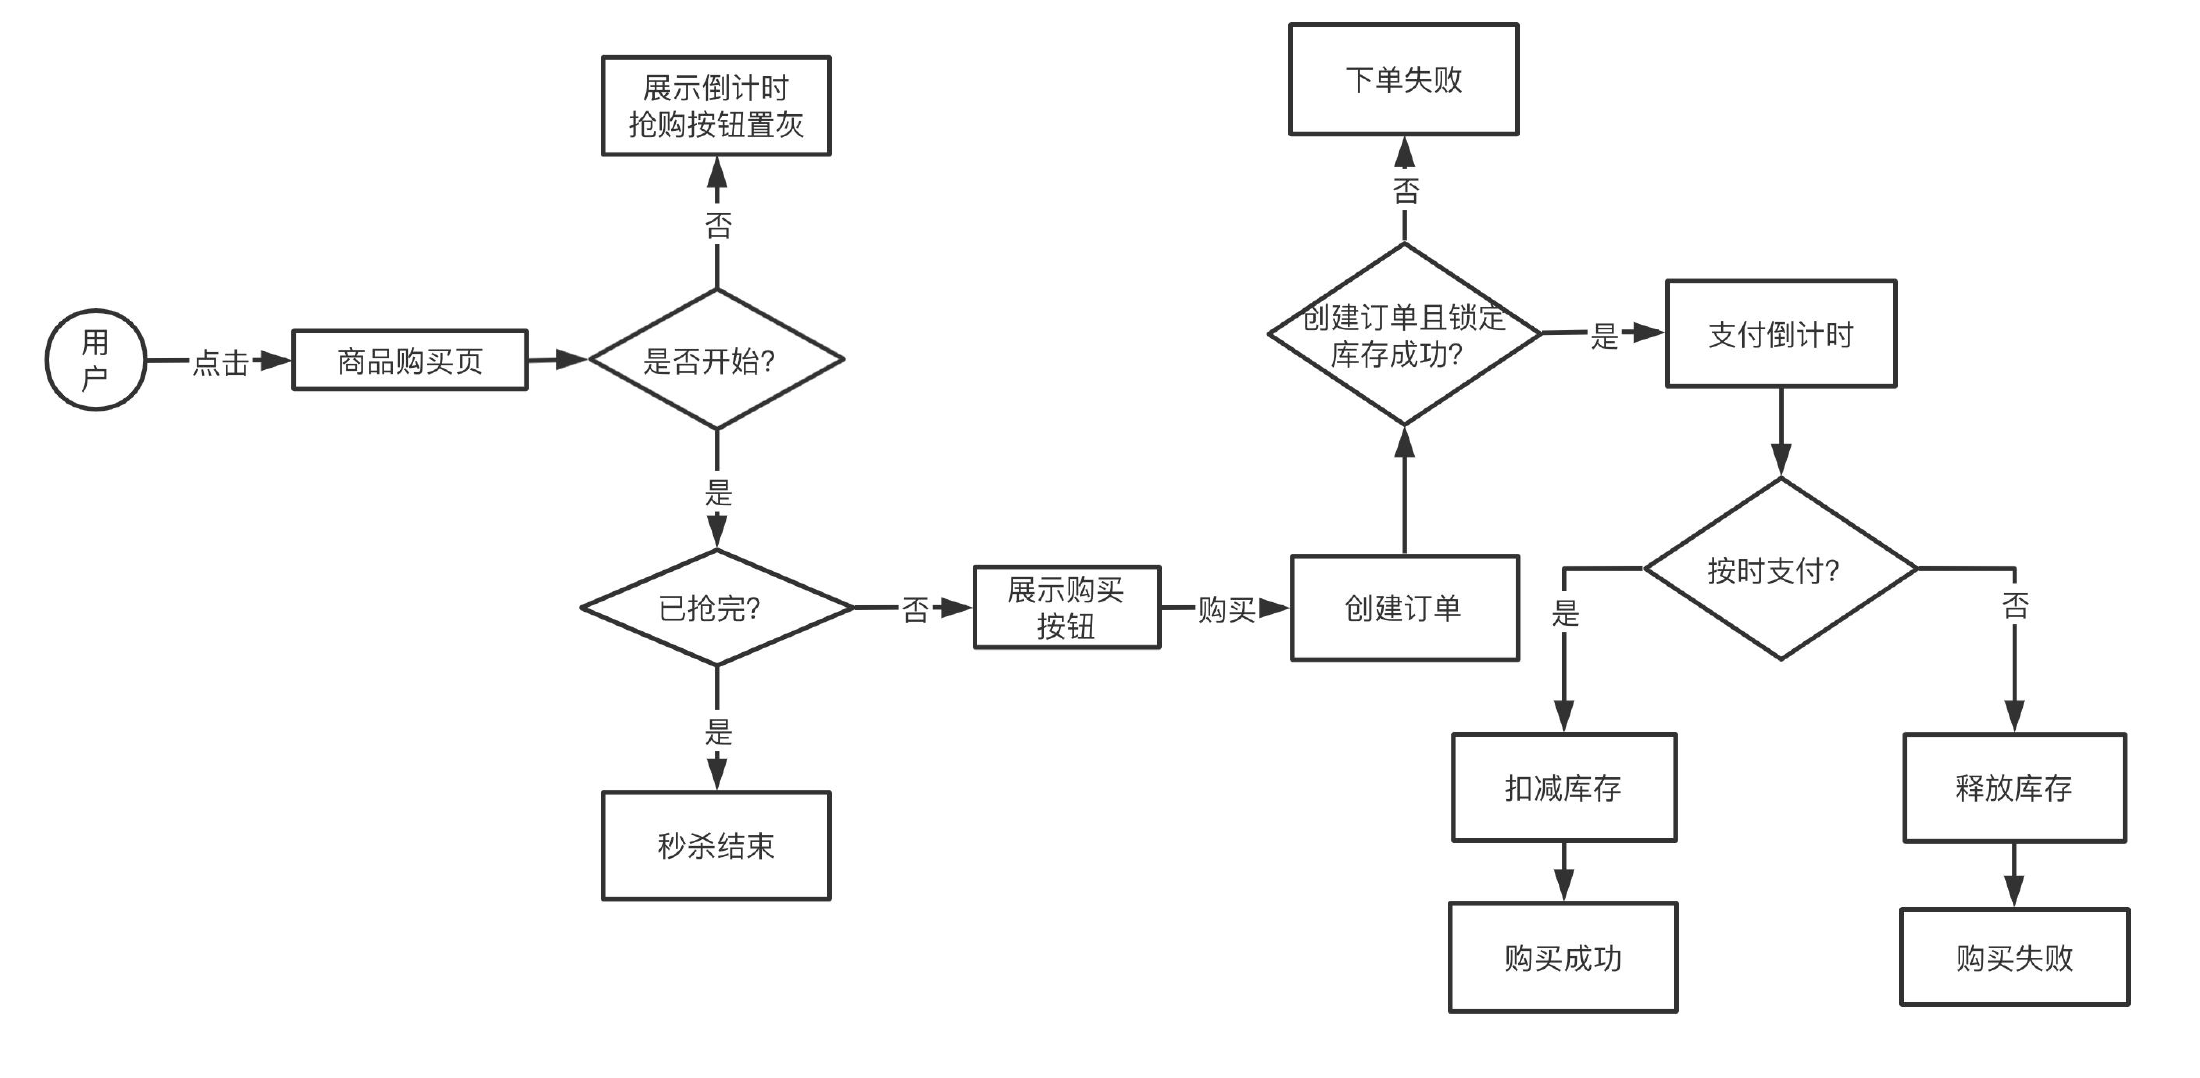 用
户
点击
商品购买页
是否开始?
否
展示倒计时
抢购按钮置灰
是
已抢完?
是
秒杀结束
否
展示购买
按钮
购买
创建订单
创建订单且锁定
库存成功?
否
下单失败
是
支付倒计时
按时支付?
是
扣减库存
购买成功
否
释放库存
购买失败